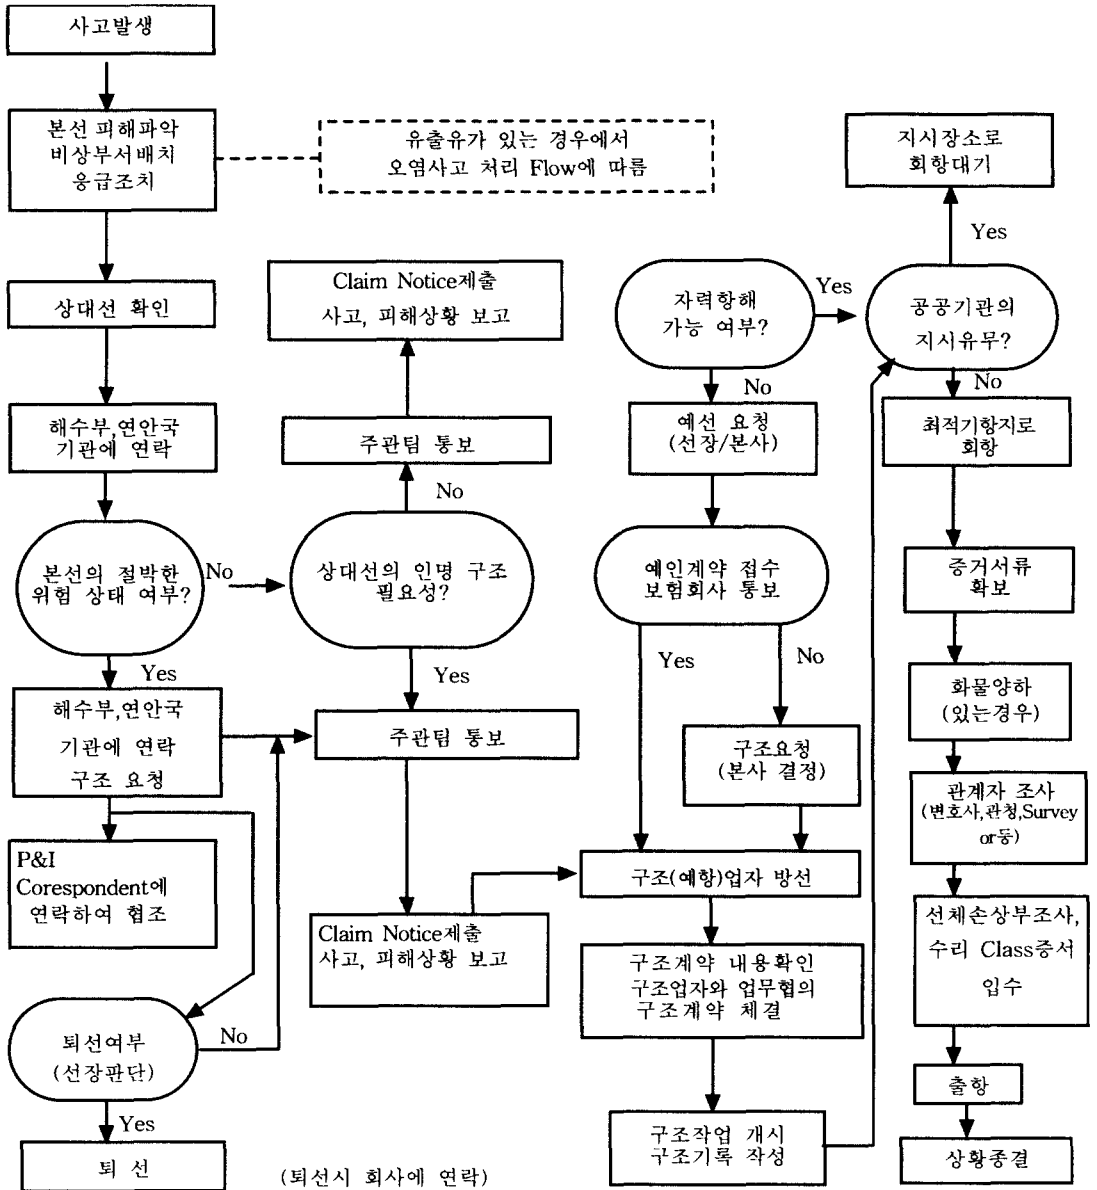 사고발생
본선 피해파악
비상부서배치
응급조치
유출유가 있는 경우에서
오염사고 처리 Flow에 따름
상대선 확인
해수부,연안국
기관에 연락
본선의 절박한
위험 상태 여부?
No
Yes
해수부,연안국
기관에 연락
구조 요청
P&I
Corespondent에
연락하여 협조
퇴선여부
(선장판단)
No
Yes
퇴 선
(퇴선시 회사에 연락)
Claim Notice제출
사고, 피해상황 보고
주관팀 통보
No
상대선의 인명 구조
필요성?
Yes
주관팀 통보
Claim Notice제출
사고, 피해상황 보고
자력항해
가능 여부?
Yes
No
예선 요청
(선장/본사)
예인계약 접수
보험회사 통보
Yes
No
구조요청
(본사 결정)
구조(예항)업자 방선
구조계약 내용확인
구조업자와 업무협의
구조계약 체결
구조작업 개시
구조기록 작성
지시장소로
회항대기
Yes
공공기관의
지시유무?
No
최적기항지로
회항
증거서류
확보
화물양하
(있는경우)
관계자 조사
(변호사,관청,Survey
or등)
선체손상부조사,
수리 Class증서
입수
출항
상황종결